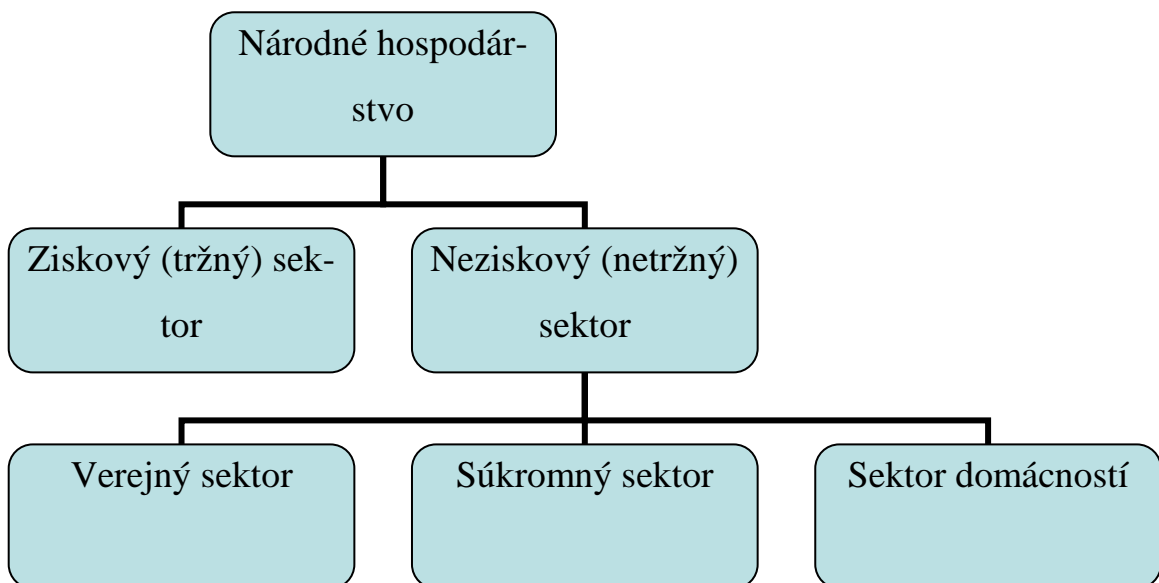 Národné hospodár-
stvo
Ziskový (tržný) sek-
tor
Neziskový (netržný)
sektor
Verejný sektor
Súkromný sektor
Sektor domácností